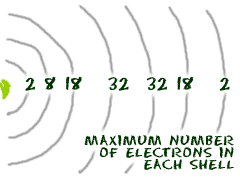 2 8 18 32 32 18 2
MAXIMUM NUMBER
OF ELECTRONS IN
EACH SHELL